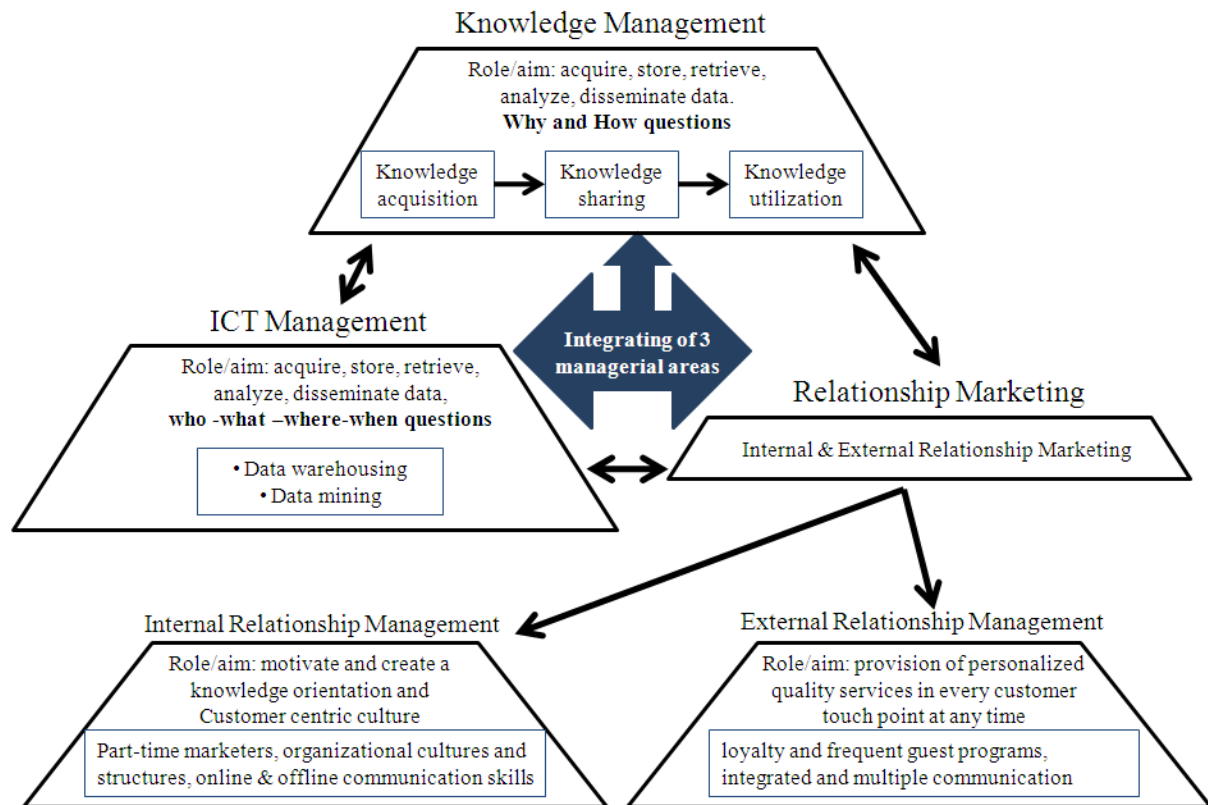 Knowledge Management
Role/aim: acquire, store, retrieve,
analyze, disseminate data.
Why and How questions
Knowledge
acquisition
Knowledge
sharing
Knowledge
utilization
Integrating of 3
managerial areas
ICT Management
Role/aim: acquire, store, retrieve,
analyze, disseminate data,
who -what –where-when questions
• Data warehousing
• Data mining
Relationship Marketing
Internal & External Relationship Marketing
Internal Relationship Management
Role/aim: motivate and create a
knowledge orientation and
Customer centric culture
Part-time marketers, organizational cultures and
structures, online & offline communication skills
External Relationship Management
Role/aim: provision of personalized
quality services in every customer
touch point at any time
loyalty and frequent guest programs,
integrated and multiple communication